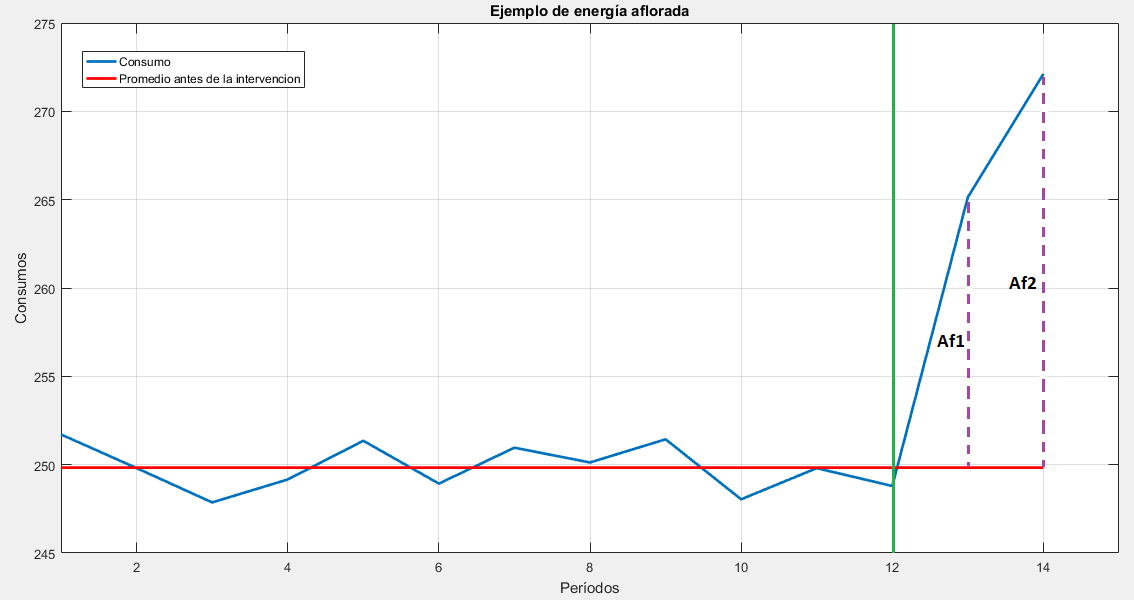 Ejemplo de energía aflorada
275
Consumo
Promedio antes de la intervencion
270
265
Af2
260
Consumos
Af1
255
250
245
2 4 6 8 10 12 14
Períodos